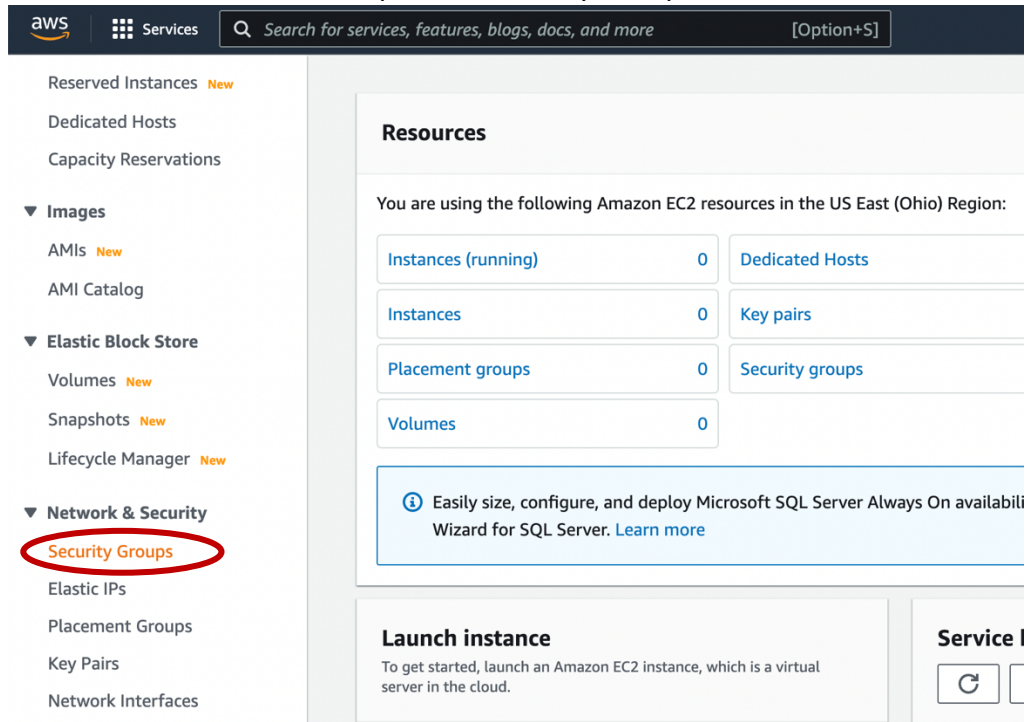 aws
Services
Search for services, features, blogs, docs, and more [Option+S]
Reserved Instances New
Dedicated Hosts
Capacity Reservations
Images
AMIs New
AMI Catalog
Elastic Block Store
Volumes New
Snapshots New
Lifecycle Manager New
Network & Security
Security Groups
Elastic IPs
Placement Groups
Key Pairs
Network Interfaces
Resources
You are using the following Amazon EC2 resources in the US East (Ohio) Region:
Instances (running) 0
Dedicated Hosts
Instances 0
Key pairs
Placement groups 0
Security groups
Volumes 0
Easily size, configure, and deploy Microsoft SQL Server Always On availabili
Wizard for SQL Server. Learn more
Launch instance
To get started, launch an Amazon EC2 instance, which is a virtual
server in the cloud.
Service